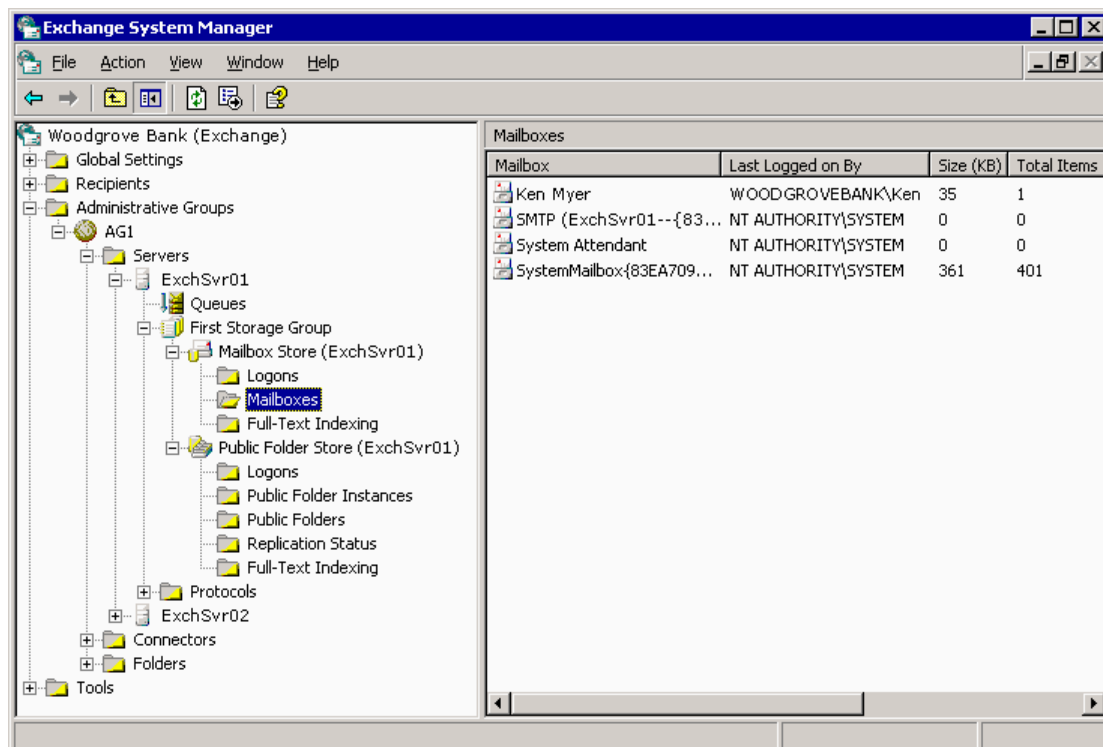 Exchange System Manager
File Action View Window Help
Woodgrove Bank (Exchange)
Global Settings
Recipients
Administrative Groups
AG1
Servers
ExchSvr01
Queues
First Storage Group
Mailbox Store (ExchSvr01)
Logons
Mailboxes
Full-Text Indexing
Public Folder Store (ExchSvr01)
Logons
Public Folder Instances
Public Folders
Replication Status
Full-Text Indexing
Protocols
ExchSvr02
Connectors
Folders
Tools
Mailboxes
Mailbox Last Logged on By Size (KB) Total Items
Ken Myer WOODGROVEBANK\Ken 35 1
SMTP (ExchSvr01--{83... NT AUTHORITY\SYSTEM 0 0
System Attendant NT AUTHORITY\SYSTEM 0 0
SystemMailbox{83EA709... NT AUTHORITY\SYSTEM 361 401